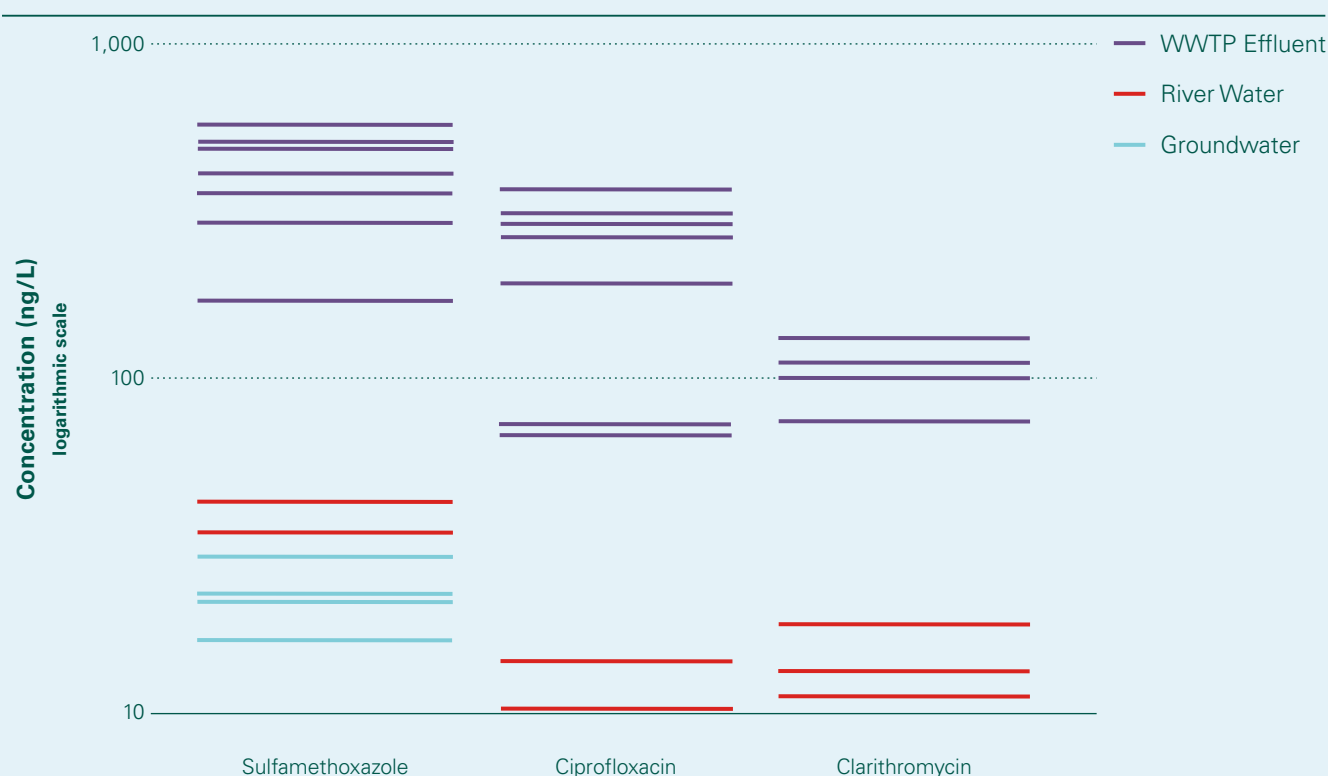 1,000
WWTP Effluent
River Water
Groundwater
Concentration (ng/L)
logarithmic scale
100
10
Sulfamethoxazole
Ciprofloxacin
Clarithromycin